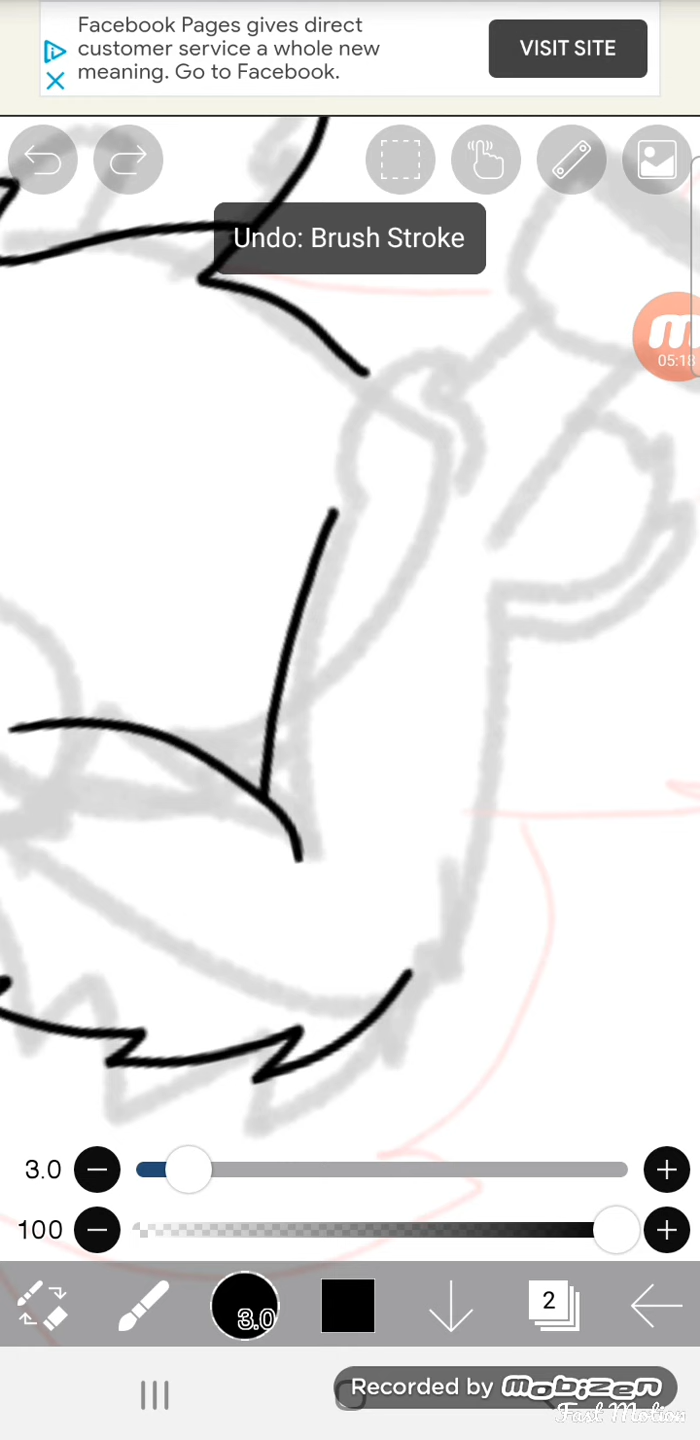 Facebook Pages gives direct
customer service a whole new
meaning. Go to Facebook.
VISIT SITE
Undo: Brush Stroke
05:18
3.0
100
3.0
2
Recorded by mobizen
Fast Motion